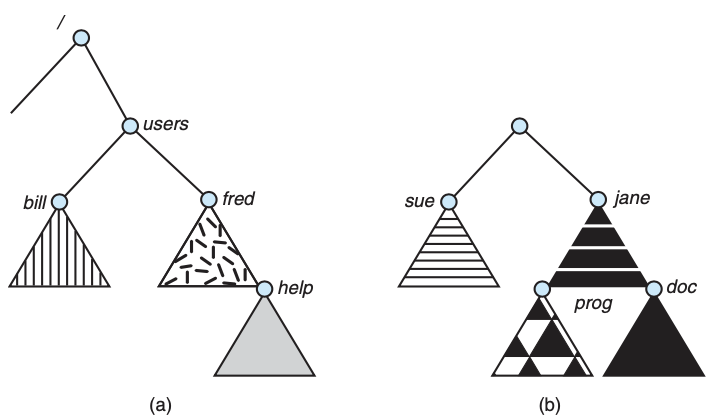 /
users
bill
fred
help
(a)
sue
jane
prog
doc
(b)